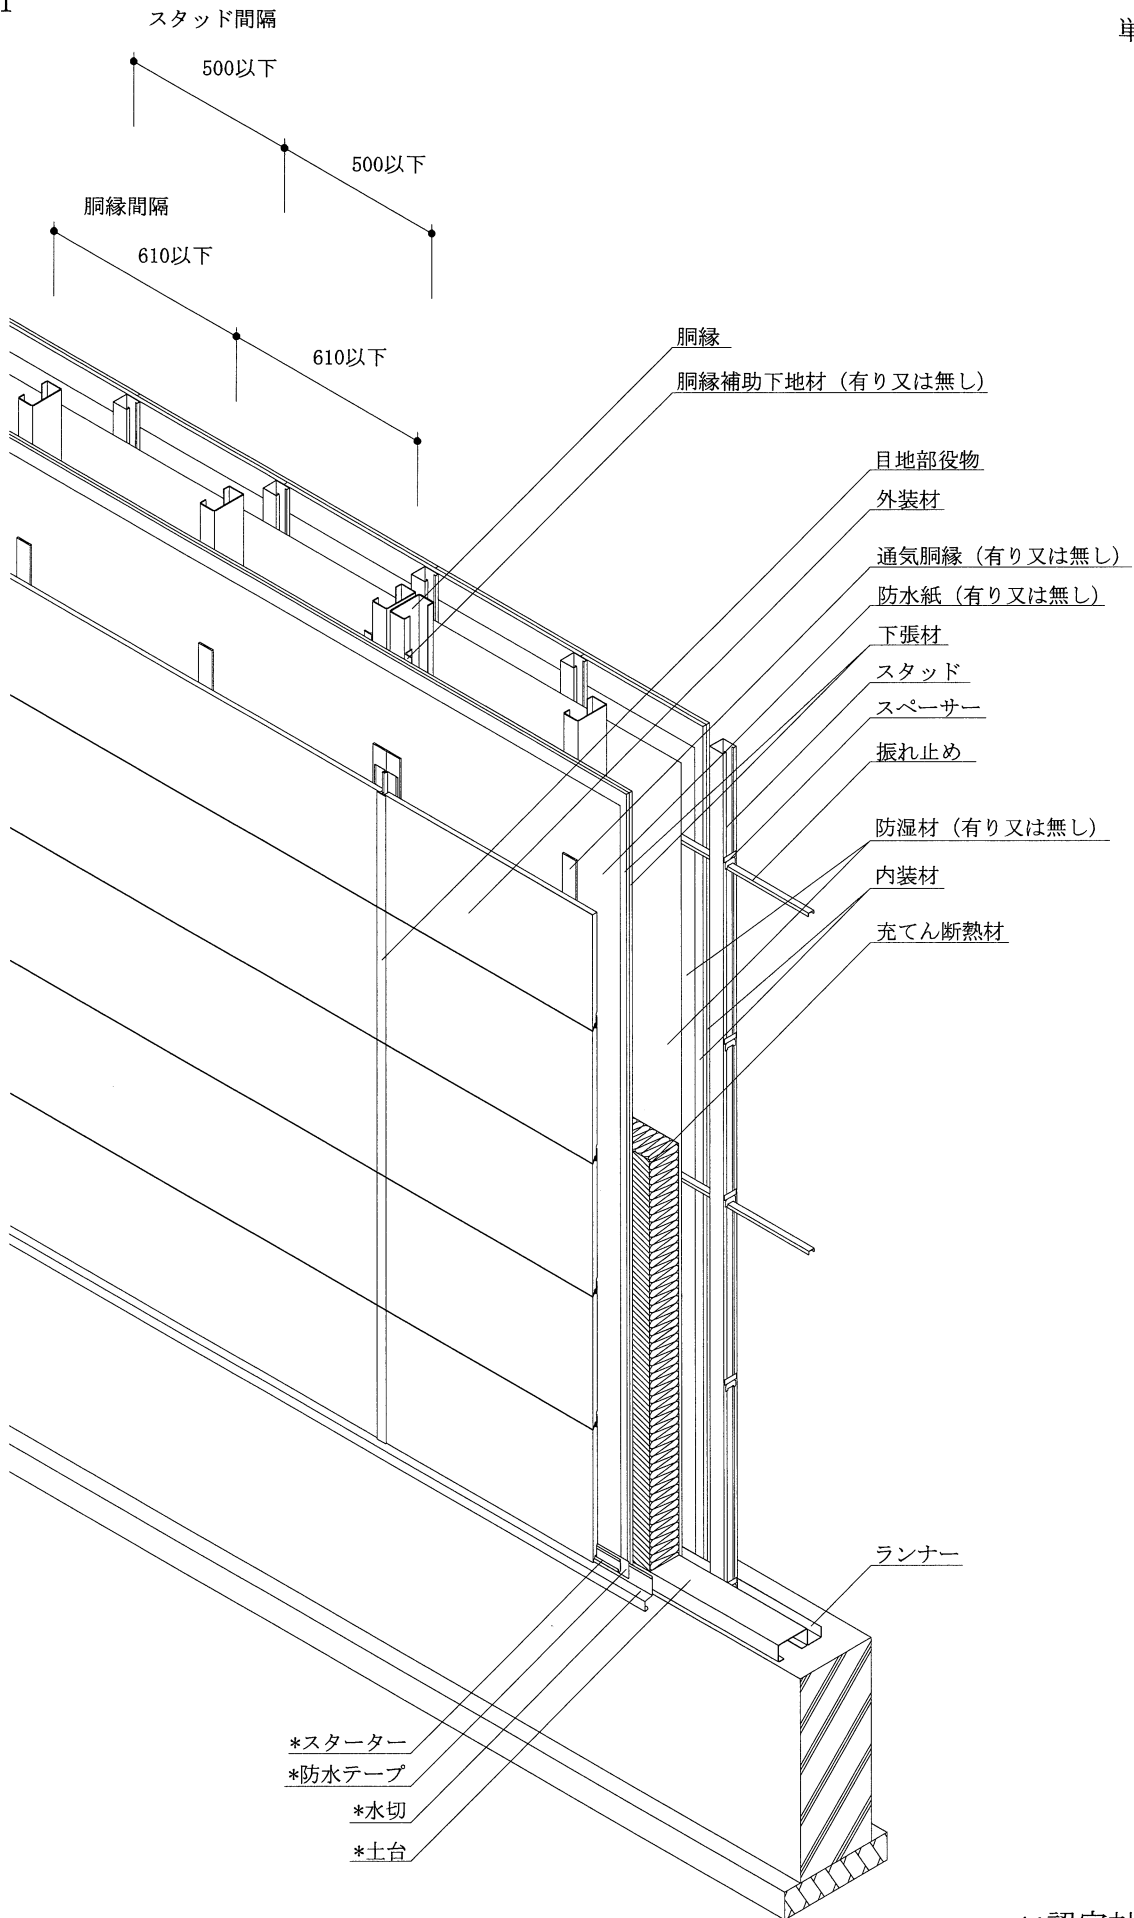 スタッド間隔
500以下
500以下
胴縁間隔
610以下
610以下
胴縁
胴縁補助下地材（有り又は無し）
目地部役物
外装材
通気胴縁（有り又は無し）
防水紙（有り又は無し）
下張材
スタッド
スペーサー
振れ止め
防湿材（有り又は無し）
内装材
充てん断熱材
ランナー
*スターター
*防水テープ
*水切
*土台